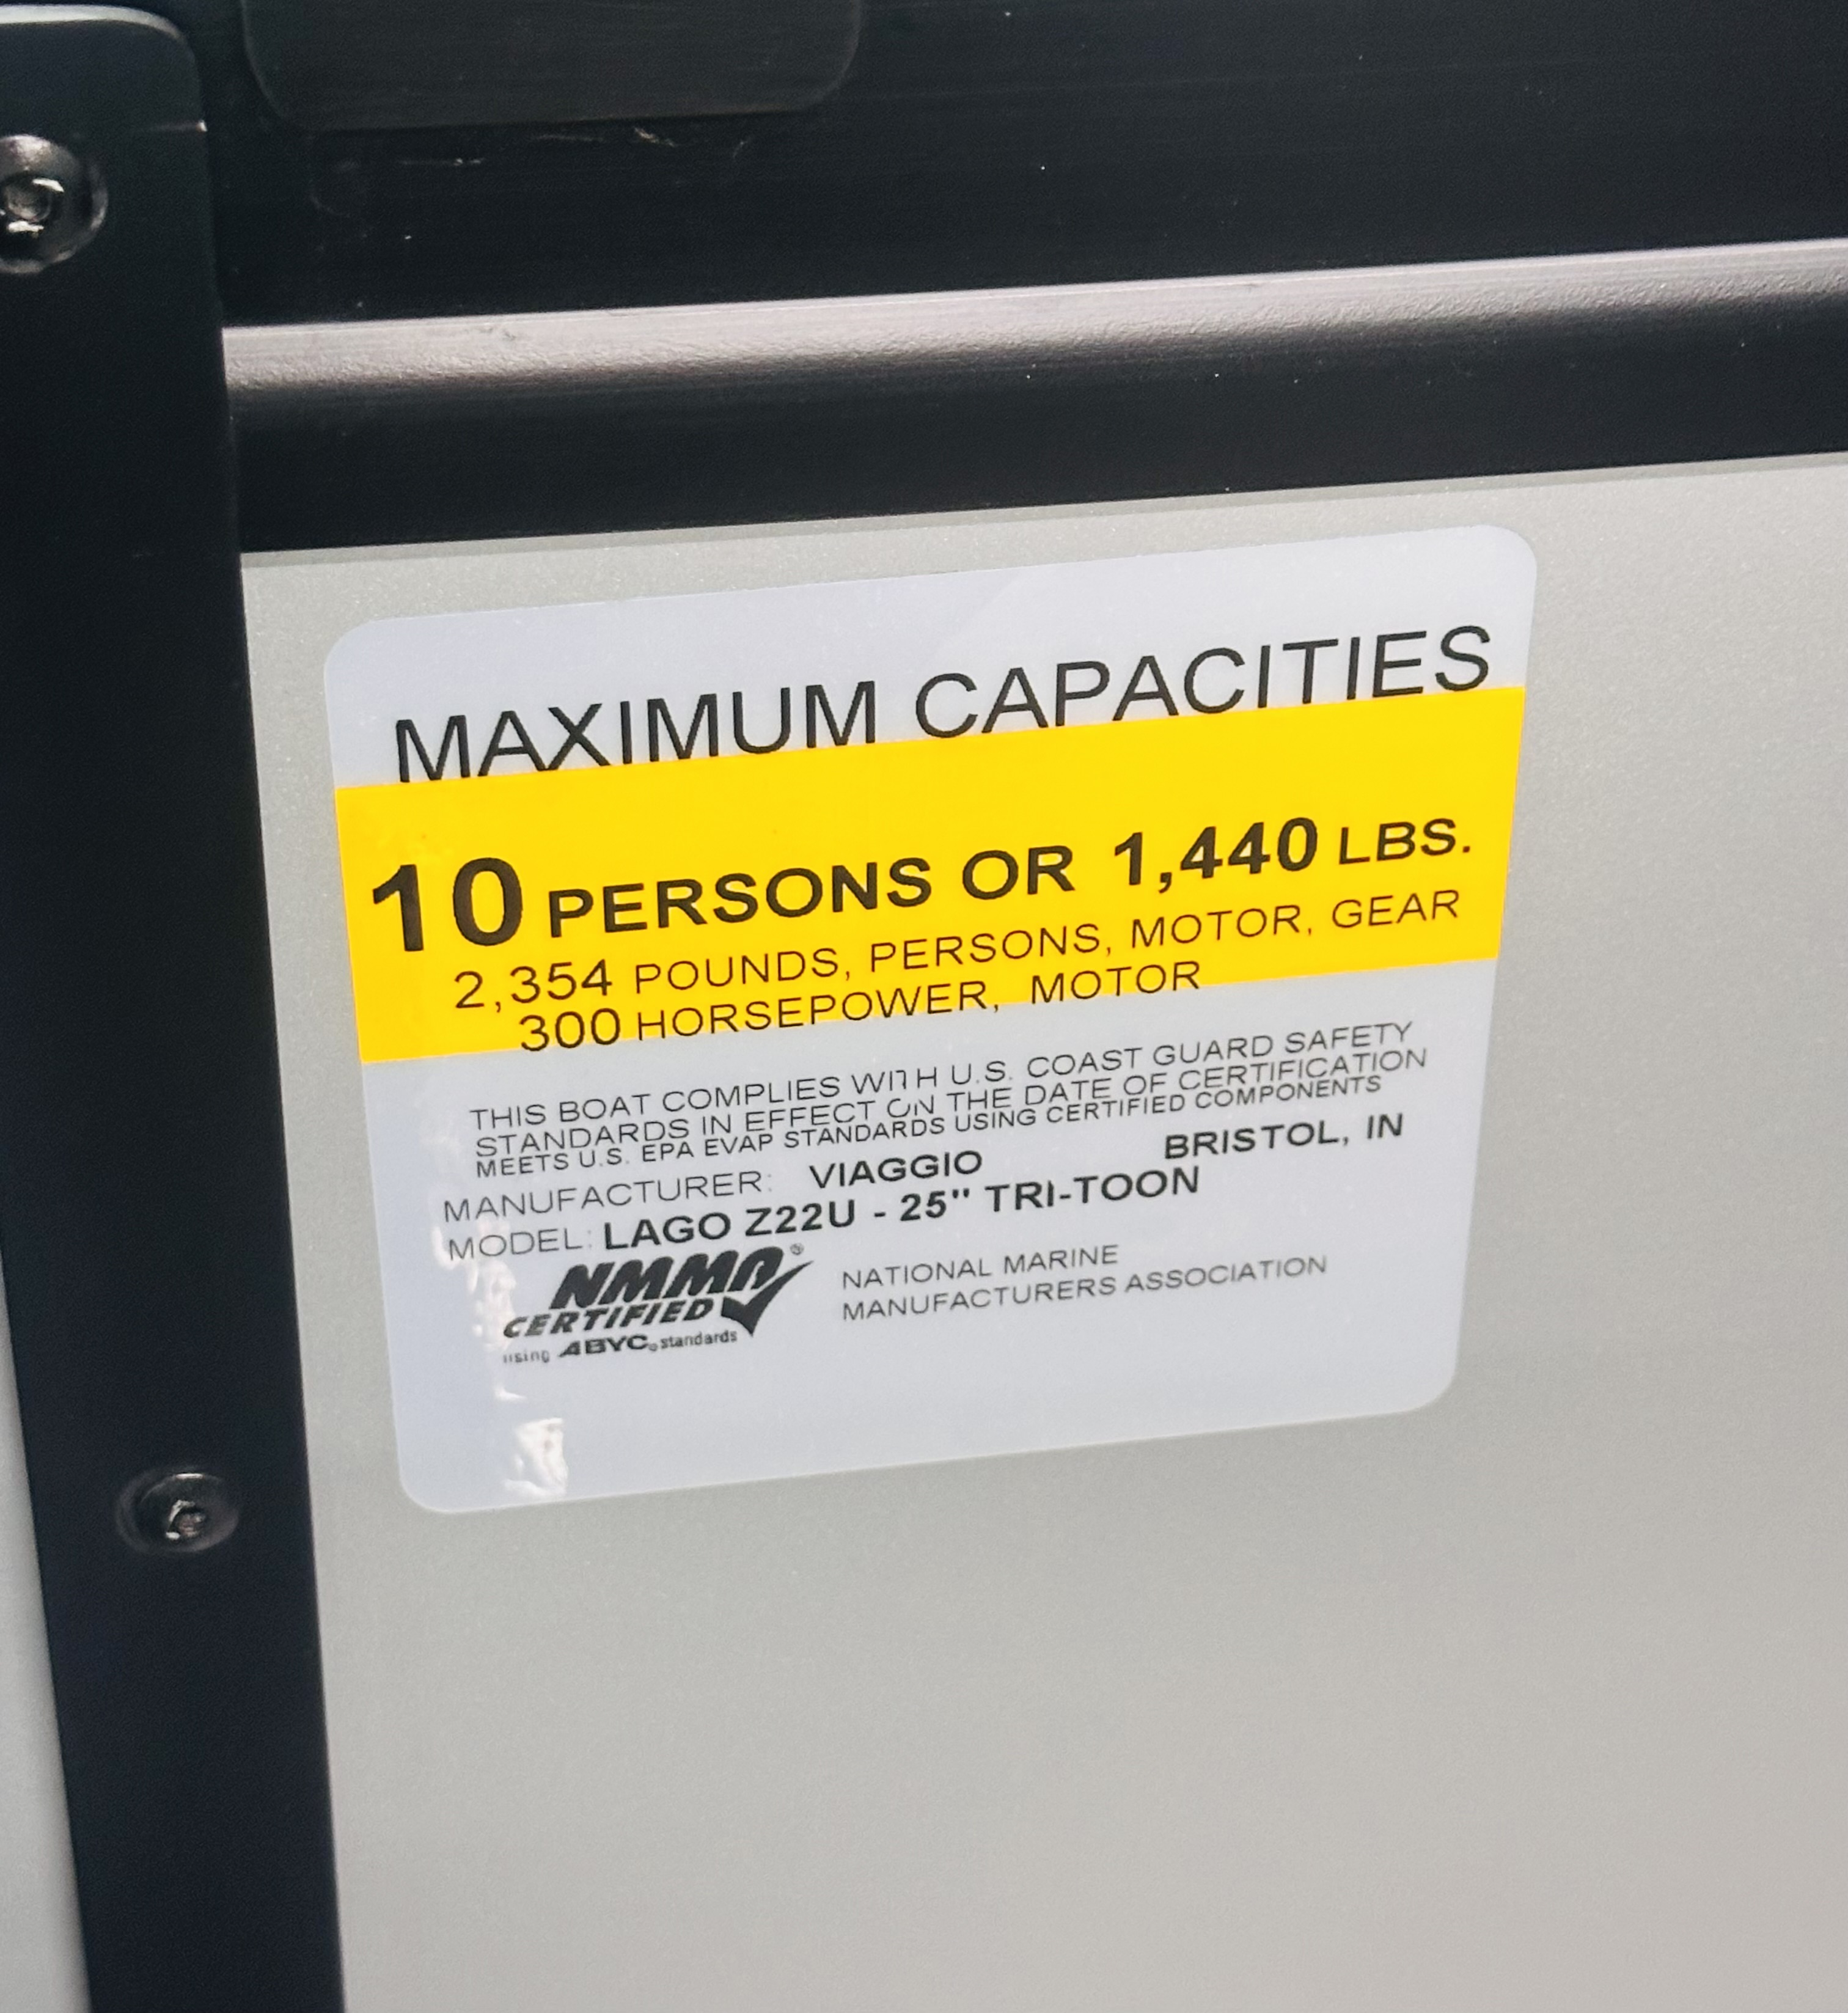 MAXIMUM CAPACITIES
10 PERSONS OR 1,440 LBS.
2,354 POUNDS, PERSONS, MOTOR, GEAR
300 HORSEPOWER, MOTOR
THIS BOAT COMPLIES WITH U.S. COAST GUARD SAFETY
STANDARDS IN EFFECT ON THE DATE OF CERTIFICATION
MEETS U.S. EPA EVAP STANDARDS USING CERTIFIED COMPONENTS
MANUFACTURER: VIAGGIO BRISTOL, IN
MODEL: LAGO Z22U - 25" TRI-TOON
NMMA®
CERTIFIED
using ABYC® standards
NATIONAL MARINE
MANUFACTURERS ASSOCIATION